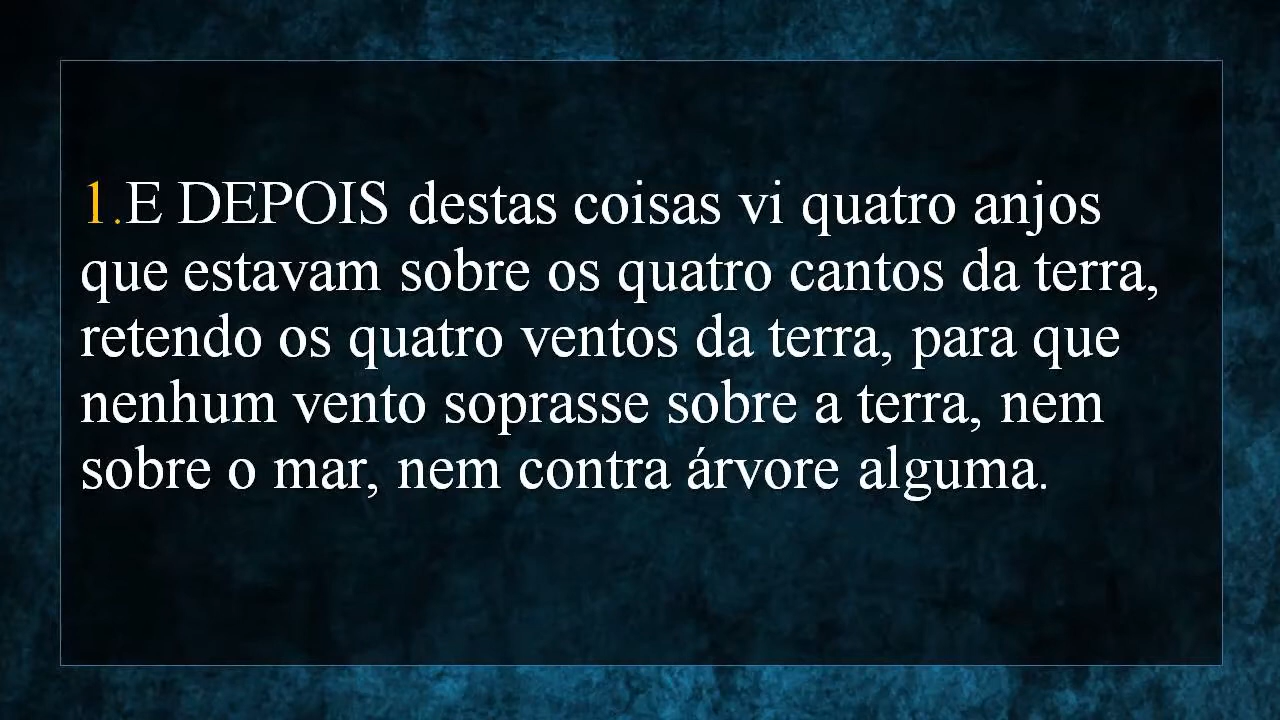 1.E DEPOIS destas coisas vi quatro anjos
que estavam sobre os quatro cantos da terra,
retendo os quatro ventos da terra, para que
nenhum vento soprasse sobre a terra, nem
sobre o mar, nem contra árvore alguma.